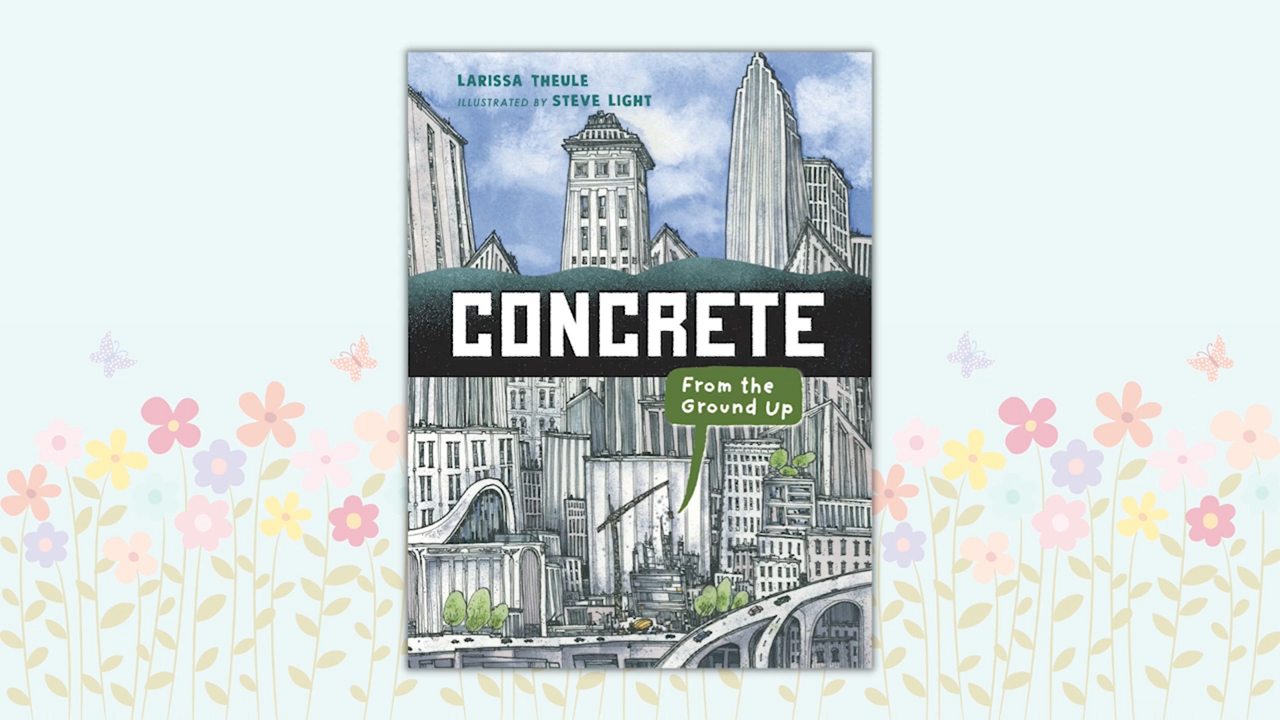 LARISSA THEULE
ILLUSTRATED BY STEVE LIGHT
CONCRETE
From the
Ground Up